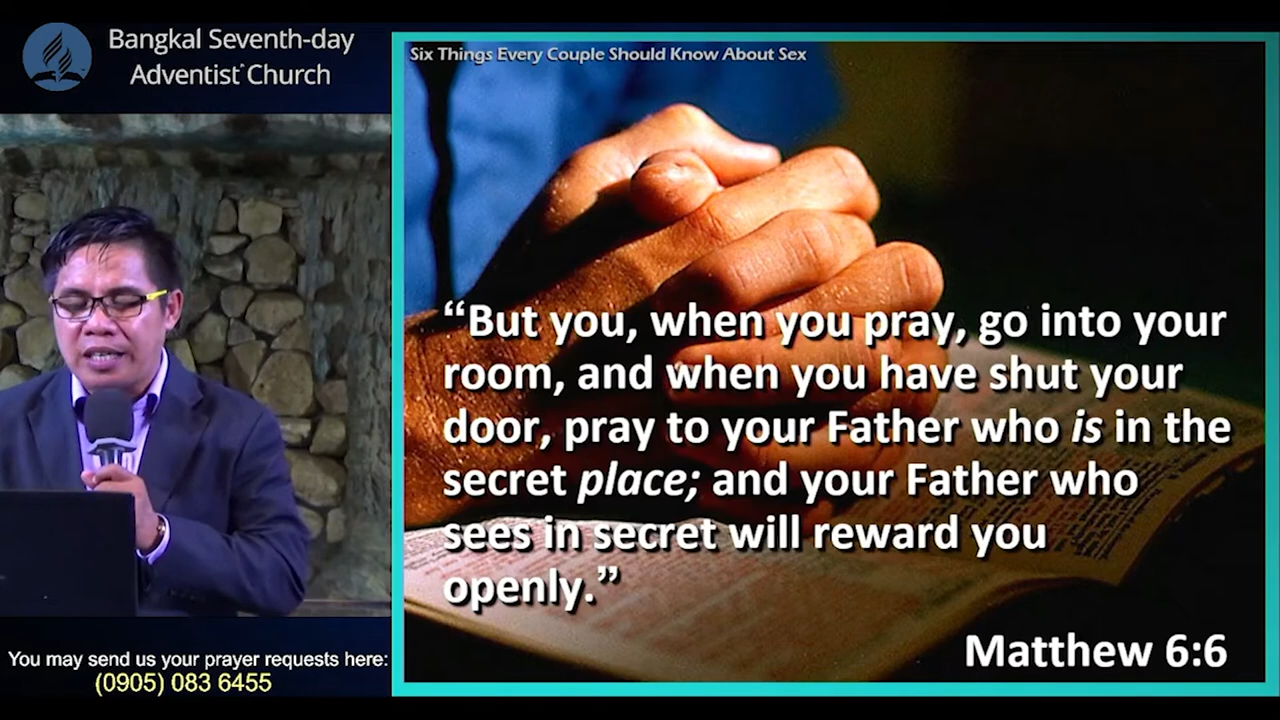 Bangkal Seventh-day
Adventist® Church
Six Things Every Couple Should Know About Sex
“But you, when you pray, go into your
room, and when you have shut your
door, pray to your Father who is in the
secret place; and your Father who
sees in secret will reward you
openly.”
Matthew 6:6
You may send us your prayer requests here:
(0905) 083 6455